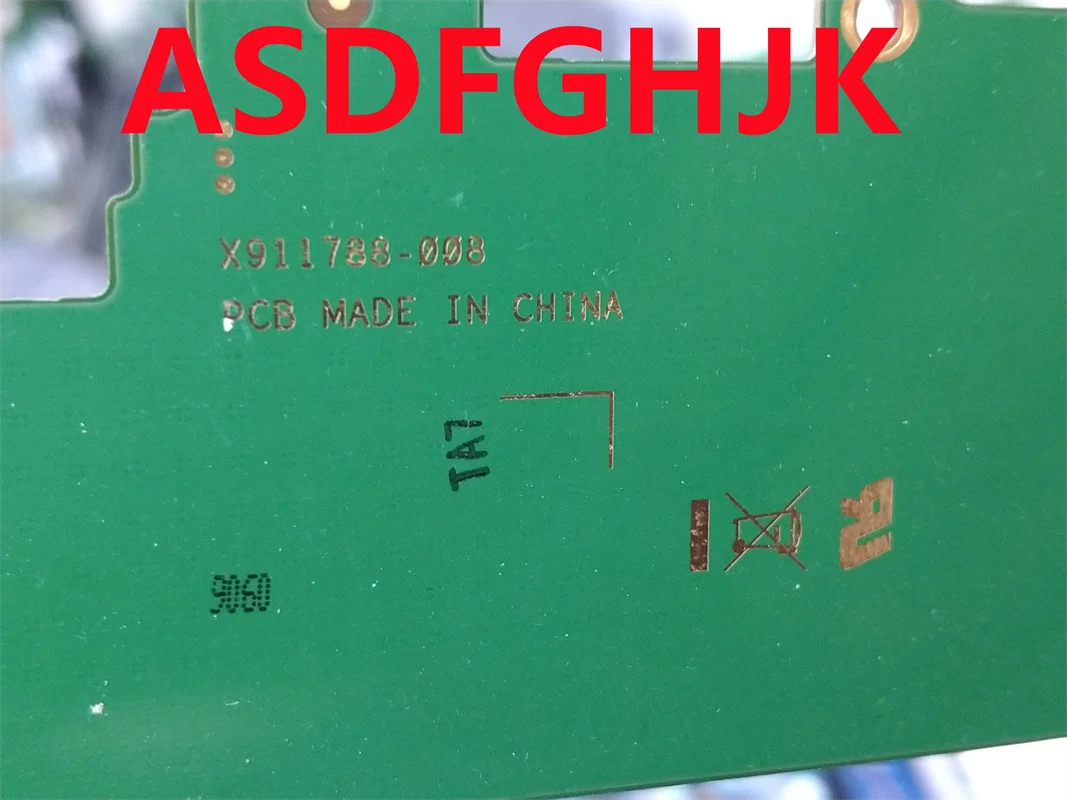 ASDFGHJK
X911788-008
PCB MADE IN CHINA
TA7
9060